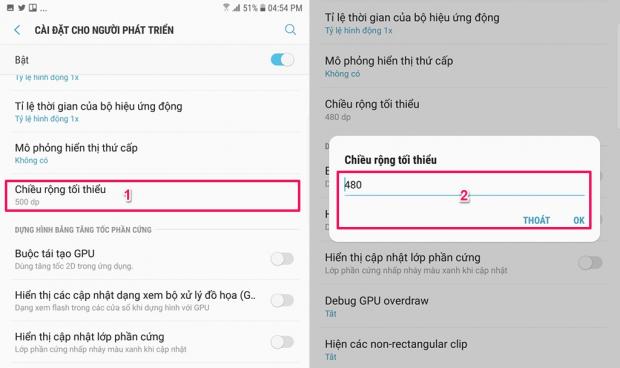 51% 04:54 PM
CÀI ĐẶT CHO NGƯỜI PHÁT TRIỂN
Bật
Tỷ lệ hình động 1x
Tỉ lệ thời gian của bộ hiệu ứng động
Tỷ lệ hình động 1x
Mô phỏng hiển thị thứ cấp
Không có
Chiều rộng tối thiểu
500 dp
1
DỰNG HÌNH BẰNG TĂNG TỐC PHẦN CỨNG
Buộc tái tạo GPU
Dùng tăng tốc 2D trong ứng dụng.
Hiển thị các cập nhật dạng xem bộ xử lý đồ họa (G..
Dạng xem flash trong các cửa sổ khi dựng hình với GPU
Hiển thị cập nhật lớp phần cứng
Lớp phần cứng nhấp nháy màu xanh khi cập nhật
Tỉ lệ thời gian của bộ hiệu ứng động
Tỷ lệ hình động 1x
Mô phỏng hiển thị thứ cấp
Không có
Chiều rộng tối thiểu
480 dp
Chiều rộng tối thiểu
480
2
THOÁT OK
Hiển thị cập nhật lớp phần cứng
Lớp phần cứng nhấp nháy màu xanh khi cập nhật
Debug GPU overdraw
Tắt
Hiện các non-rectangular clip
Tắt